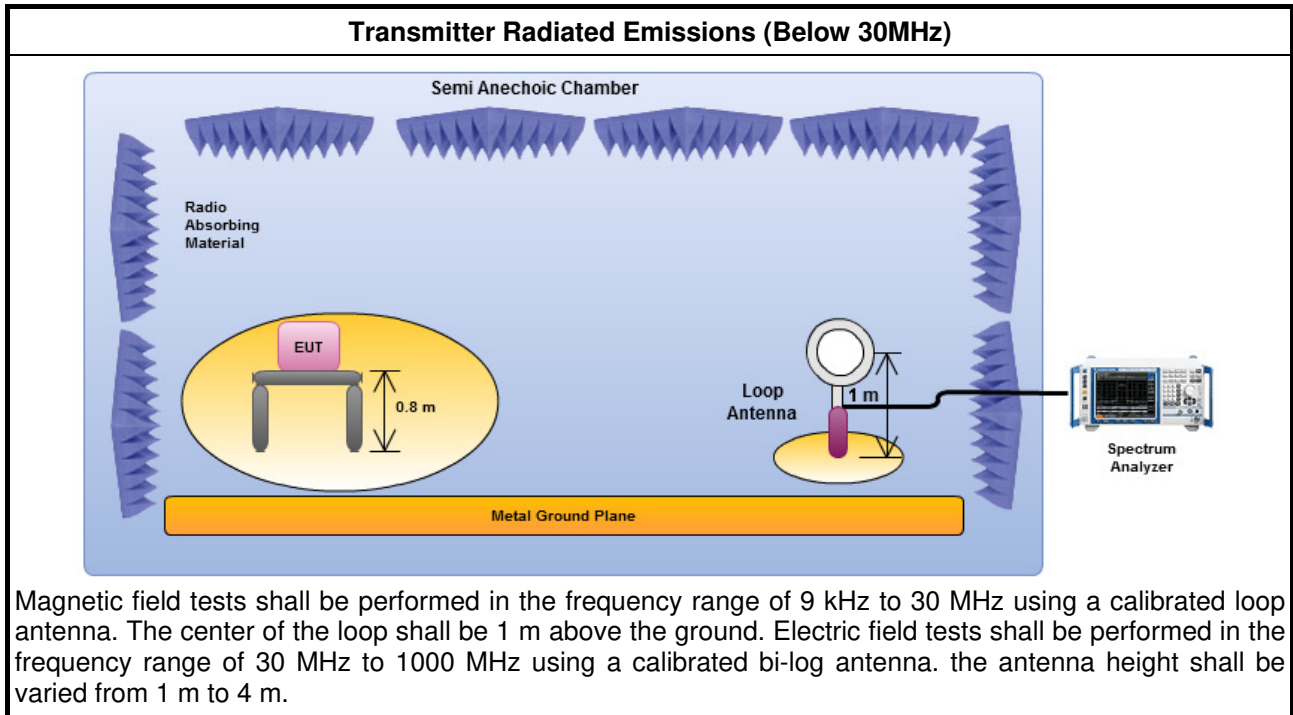 Transmitter Radiated Emissions (Below 30MHz)
Semi Anechoic Chamber
Radio
Absorbing
Material
EUT
0.8 m
Loop
Antenna
1 m
Spectrum
Analyzer
Metal Ground Plane
Magnetic field tests shall be performed in the frequency range of 9 kHz to 30 MHz using a calibrated loop
antenna. The center of the loop shall be 1 m above the ground. Electric field tests shall be performed in the
frequency range of 30 MHz to 1000 MHz using a calibrated bi-log antenna. the antenna height shall be
varied from 1 m to 4 m.